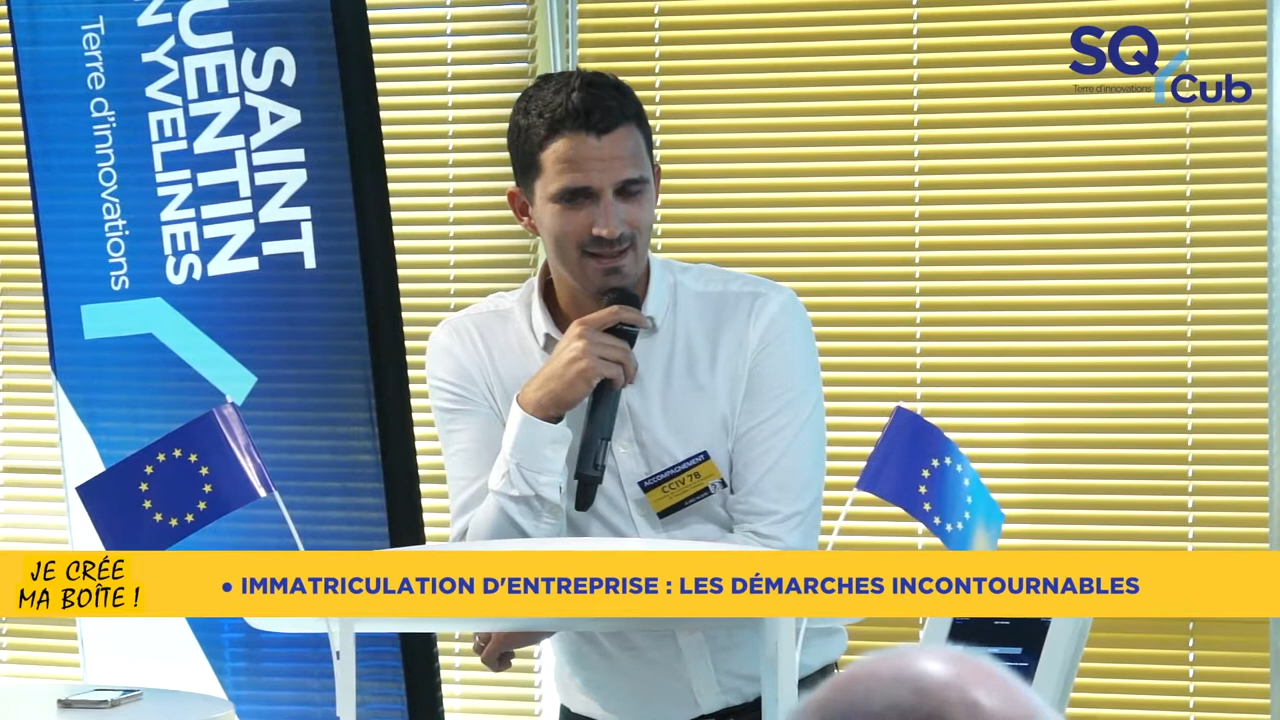 SAINT
QUENTIN
EN YVELINES
Terre d'innovations
SQY Cub
Terre d'innovations
ACCOMPAGNEMENT
CCIV 78
JE CRÉE
MA BOÎTE !
• IMMATRICULATION D'ENTREPRISE : LES DÉMARCHES INCONTOURNABLES